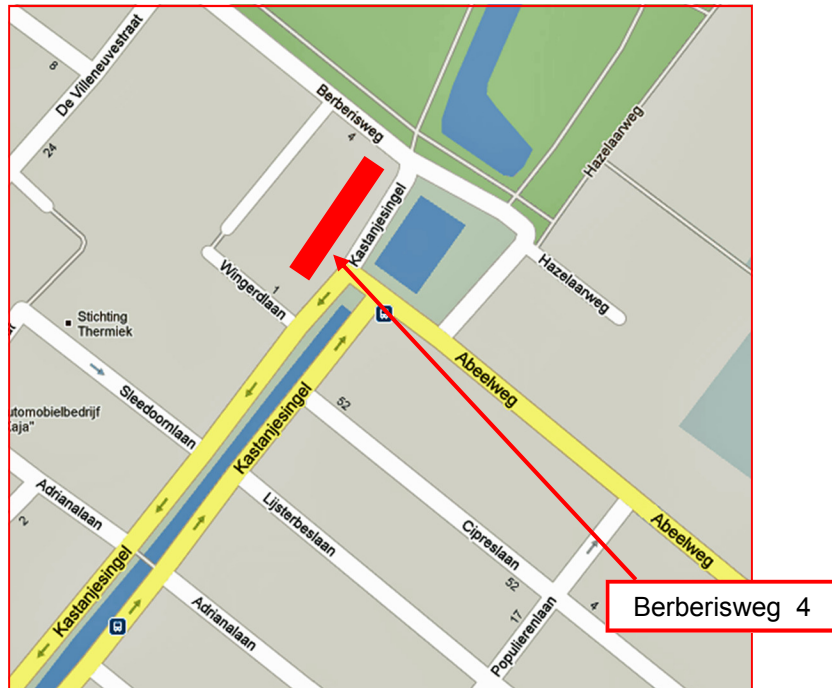 De Villeneuvestraat
8
24
Berberisweg
4
Kastanjesingel
Hazelaarweg
Hazelaarweg
Wingerdlaan
1
Stichting
Thermiek
Abeelweg
Kastanjesingel
52
Sleedoornlaan
utomobielbedrijf
Kaja"
Adrianalaan
2
Lijsterbeslaan
Cipreslaan
Abeelweg
52
4
17
Populierenlaan
Kastanjesingel
Adrianalaan
Berberisweg 4